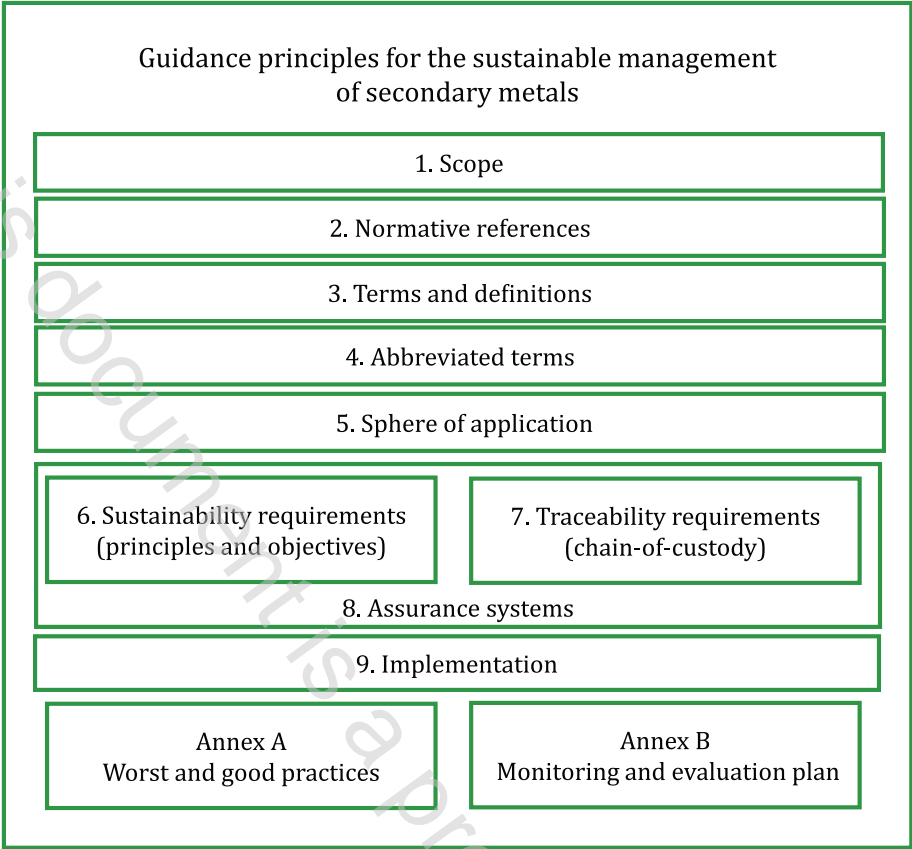 Guidance principles for the sustainable management
of secondary metals
1. Scope
2. Normative references
3. Terms and definitions
4. Abbreviated terms
5. Sphere of application
6. Sustainability requirements
(principles and objectives)
7. Traceability requirements
(chain-of-custody)
8. Assurance systems
9. Implementation
Annex A
Worst and good practices
Annex B
Monitoring and evaluation plan
document is a